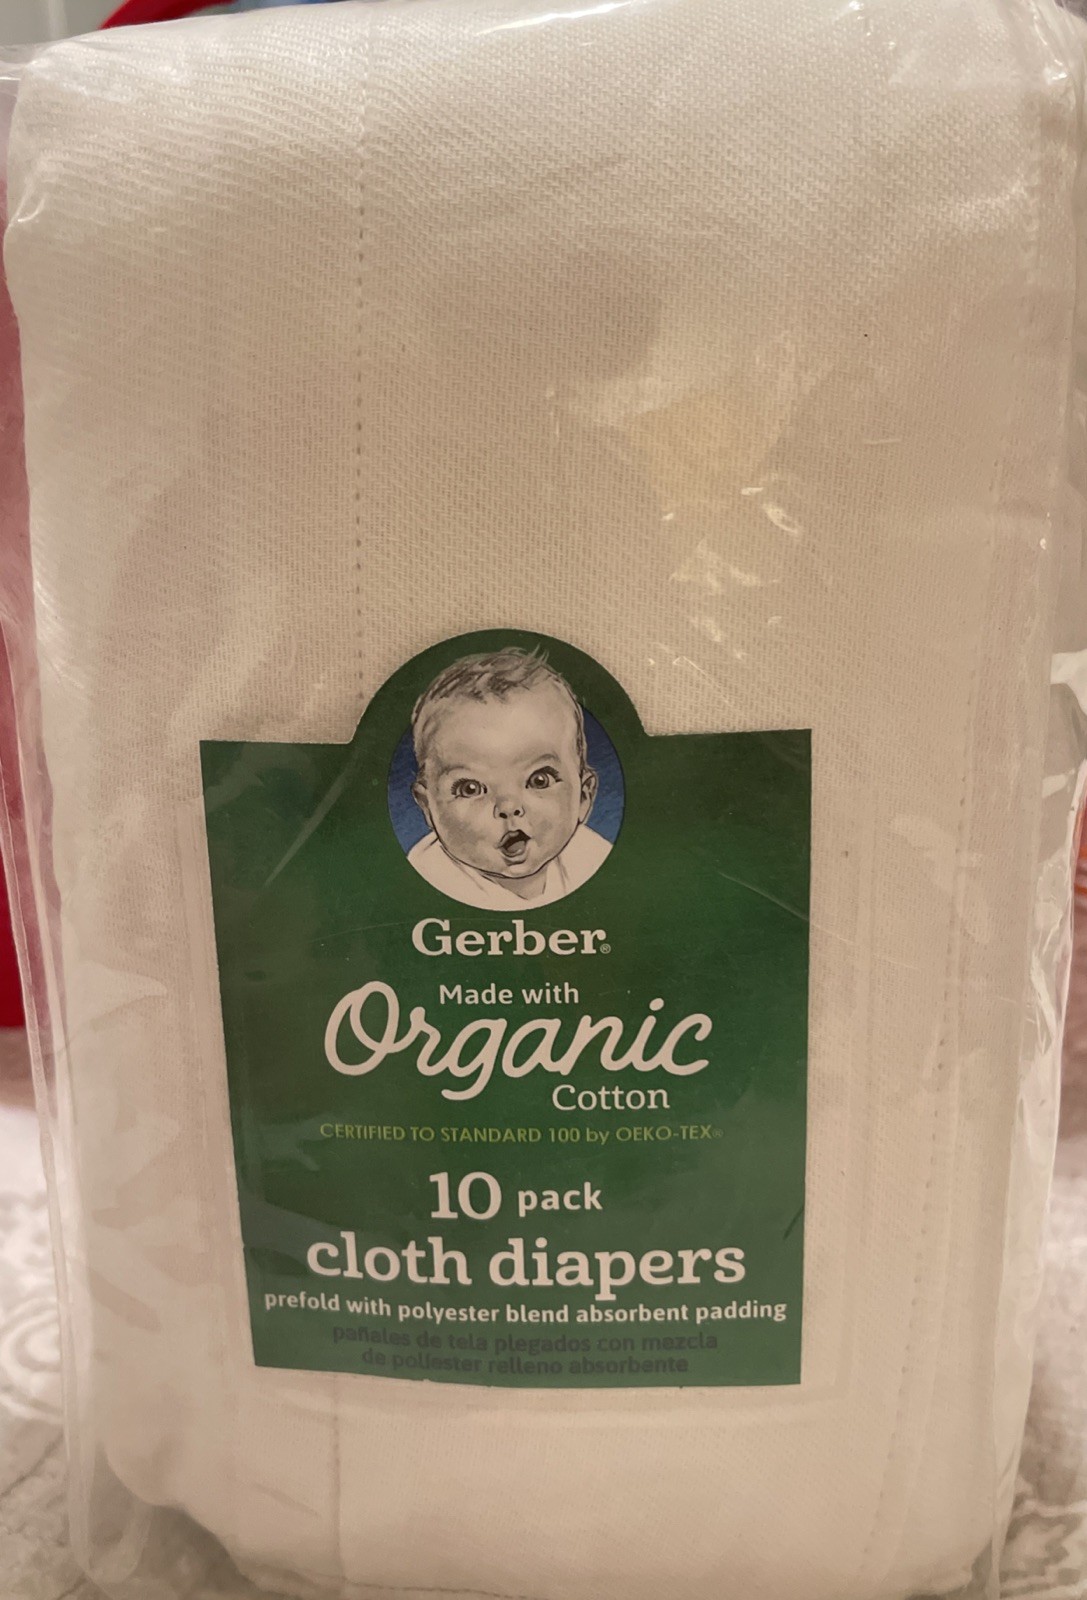 Gerber®
Made with
Organic
Cotton
CERTIFIED TO STANDARD 100 by OEKO-TEX®
10 pack
cloth diapers
prefold with polyester blend absorbent padding
pañales de tela plegados con mezcla
de poliester relleno absorbente